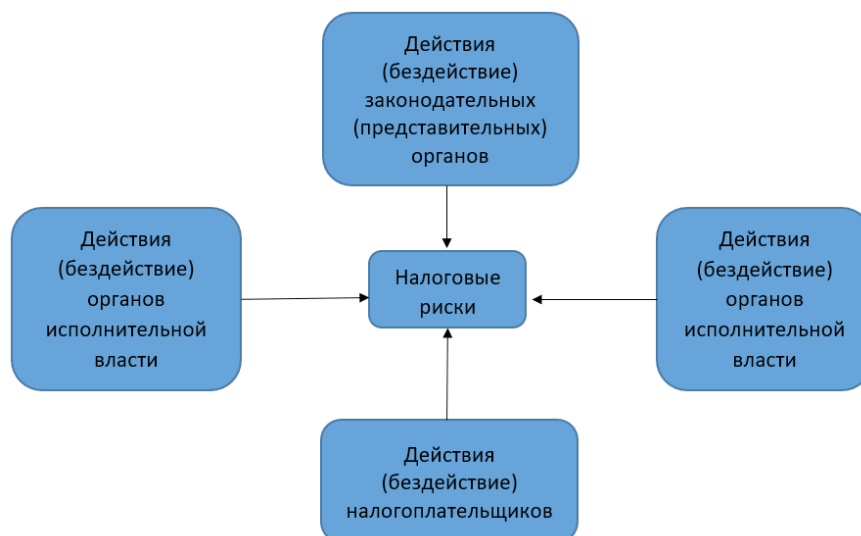 Действия
(бездействие)
законодательных
(представительных)
органов
Действия
(бездействие)
органов
исполнительной
власти
Налоговые
риски
Действия
(бездействие)
органов
исполнительной
власти
Действия
(бездействие)
налогоплательщиков